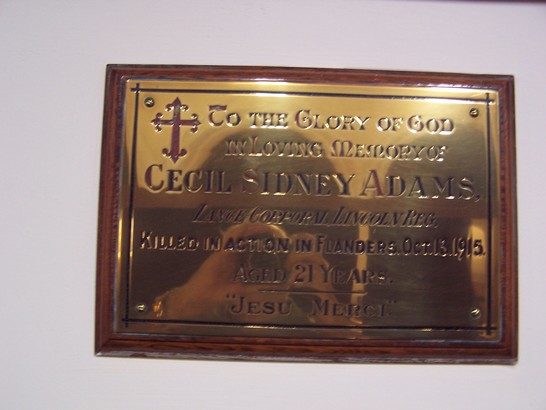 To the Glory of God
in Loving Memory of
Cecil Sidney Adams,
Lance Corporal, Lincoln Reg.
Killed in action in Flanders. Oct. 13. 1915.
Aged 21 Years.
"Jesu Merci."